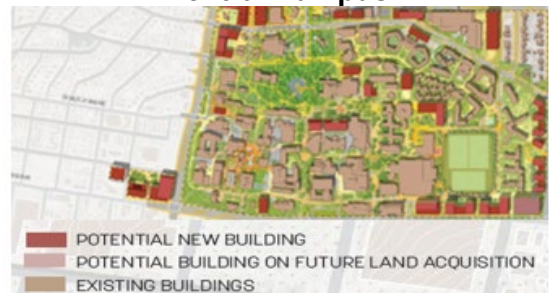 POTENTIAL NEW BUILDING
POTENTIAL BUILDING ON FUTURE LAND ACQUISITION
EXISTING BUILDINGS